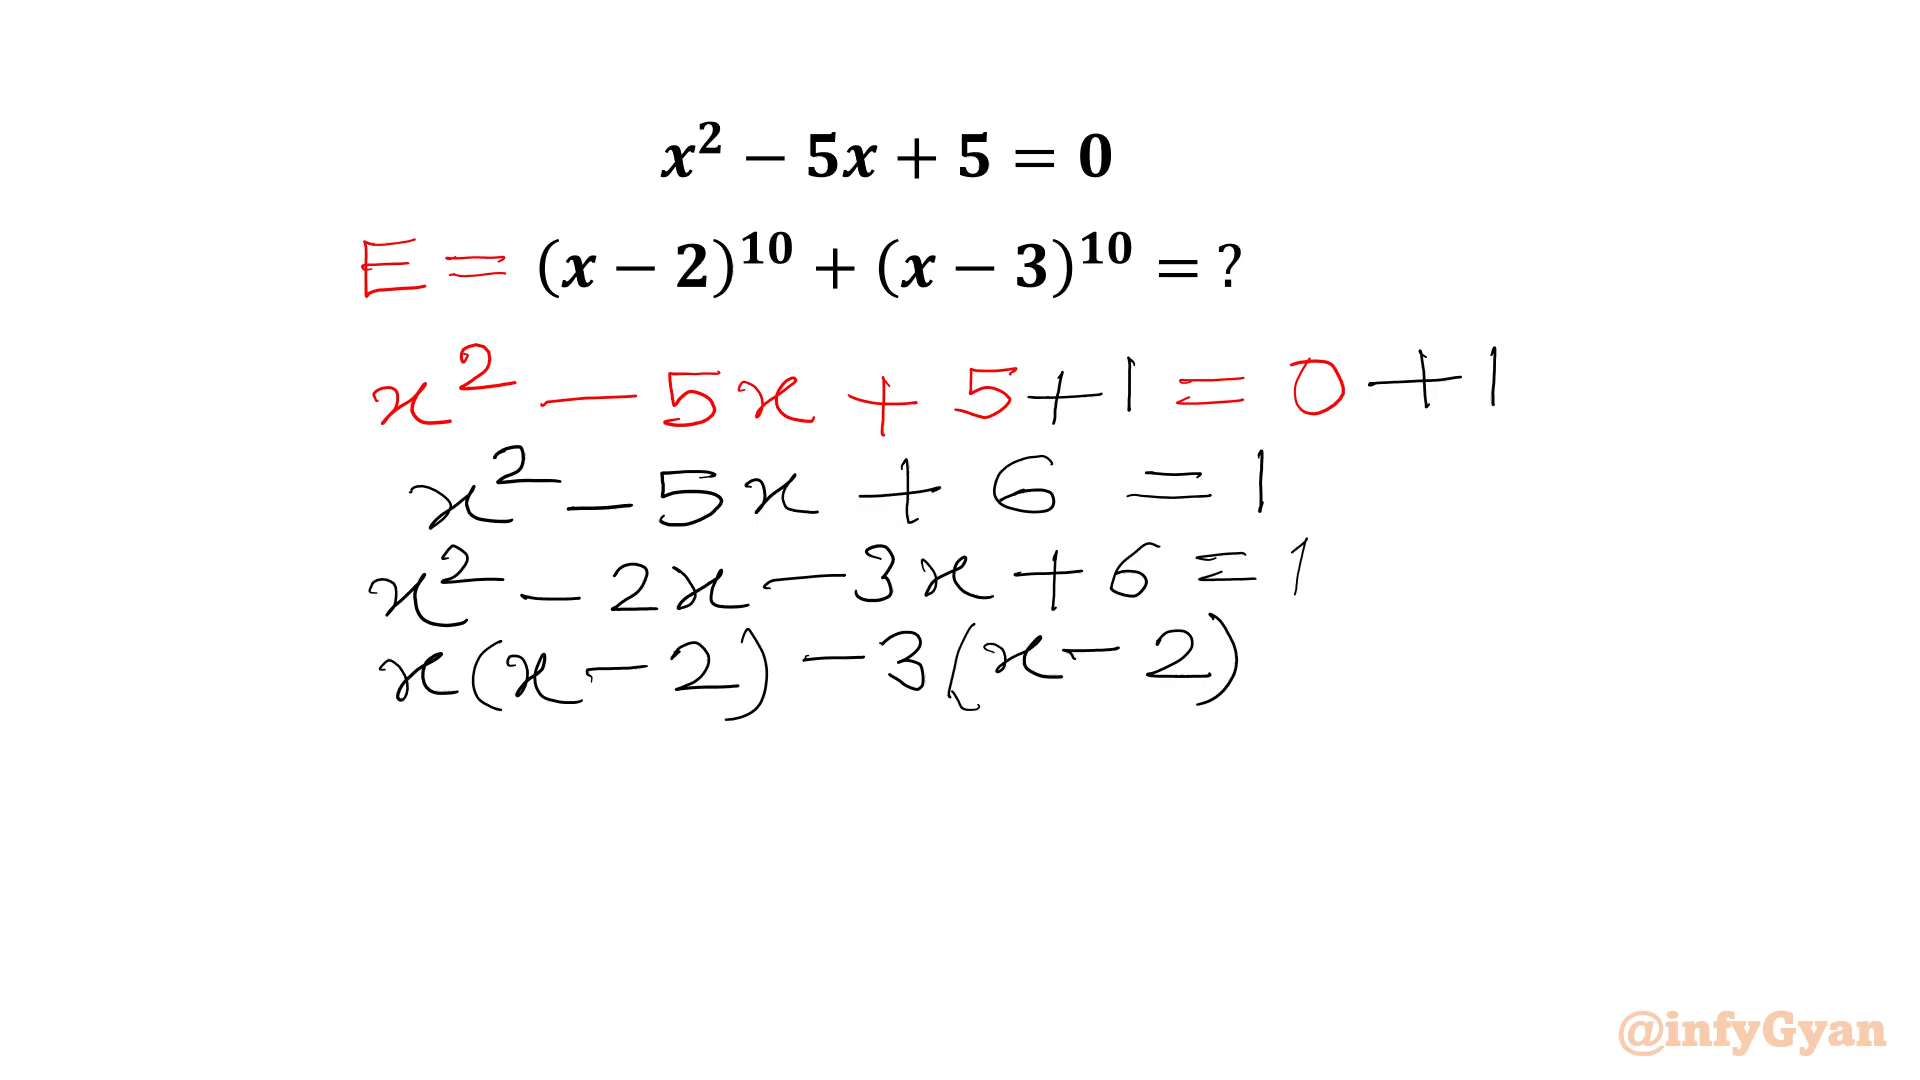 x² − 5x + 5 = 0
E = (x − 2)¹⁰ + (x − 3)¹⁰ = ?
x² − 5x + 5 + 1 = 0 + 1
x² − 5x + 6 = 1
x² − 2x − 3x + 6 = 1
x(x − 2) − 3(x − 2)
@infyGyan